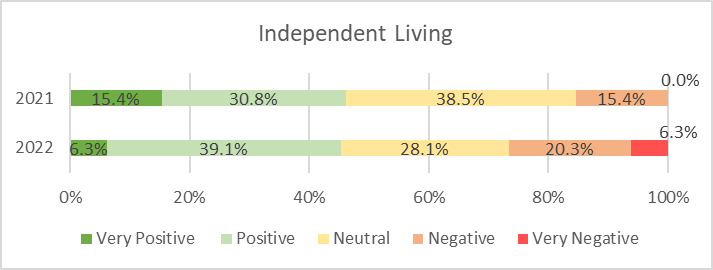 Independent Living
0.0%
2021 15.4% 30.8% 38.5% 15.4%
6.3%
2022 6.3% 39.1% 28.1% 20.3%
0% 20% 40% 60% 80% 100%
Very Positive Positive Neutral Negative Very Negative